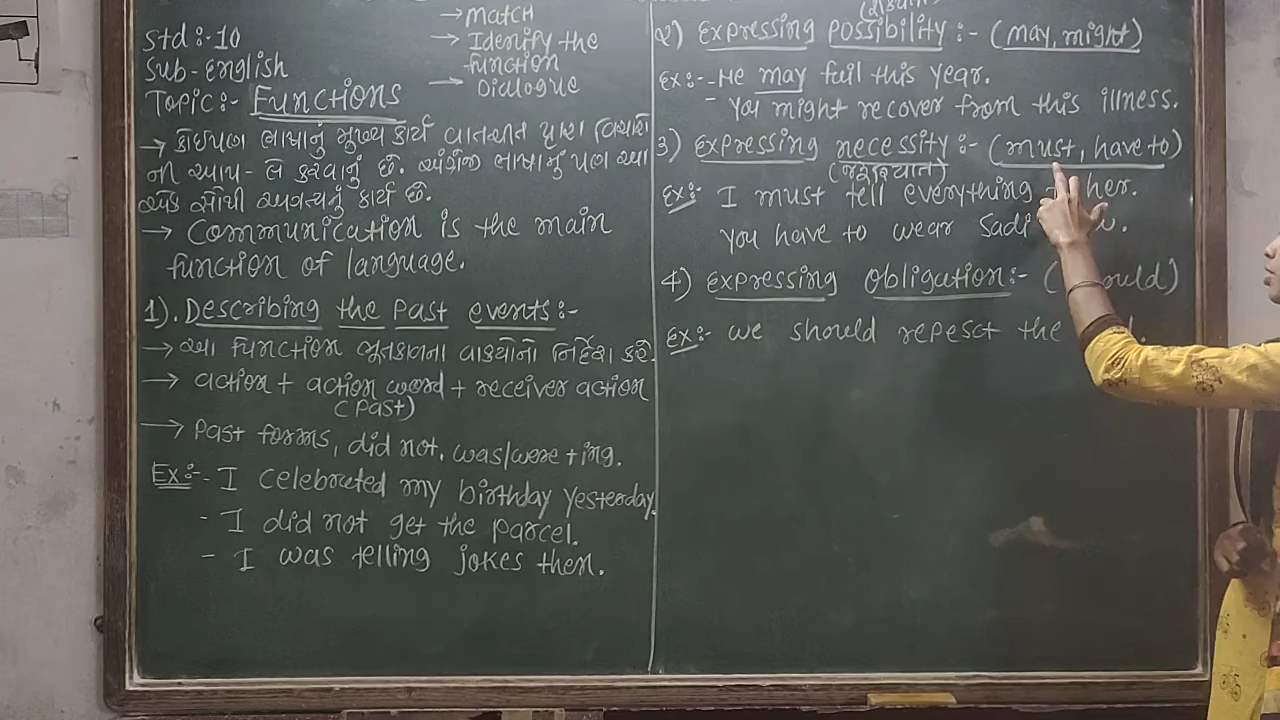 Std:- 10
Sub- English
Topic:- Functions
→ Match
→ Identify the
function
→ Dialogue
→ કોઈપણ ભાષાનું મુખ્ય કાર્ય વાતચીત દ્વારા વિચારો
ની આપ - લે કરવાનું છે. અંગ્રેજી ભાષાનું પણ આ
એક સૌથી અગત્યનું કાર્ય છે.
→ Communication is the main
function of language.
1). Describing the Past events:-
→ આ function ભૂતકાળના વાક્યોનો નિર્દેશ કરે.
→ action + action word + receiver action
(Past)
→ Past forms, did not, was/were + ing.
Ex:- - I celebrated my birthday yesterday.
- I did not get the parcel.
- I was telling jokes then.
૨) Expressing possibility :- (may, might)
Ex:- - He may fail this year.
- You might recover from this illness.
3) Expressing necessity :- (must, have to)
(જરૂરિયાત)
Ex:- I must tell everything her.
You have to wear
4) Expressing Obligation:-
Ex:- we should repesct the